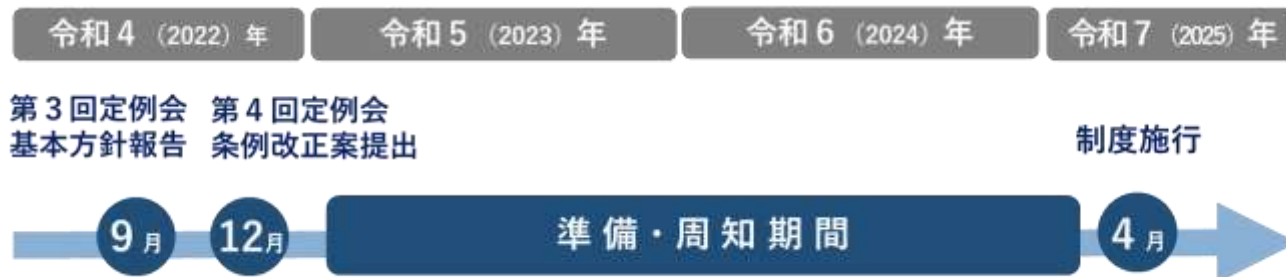 令和4（2022）年 令和5（2023）年 令和6（2024）年 令和7（2025）年
第3回定例会 第4回定例会
基本方針報告 条例改正案提出
制度施行
9月 12月 準備・周知期間 4月